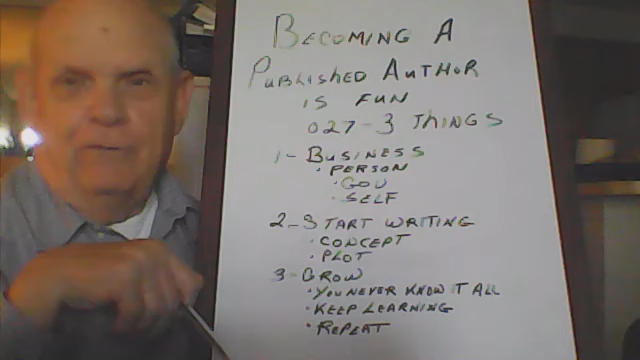 BECOMING A
PUBLISHED AUTHOR
IS FUN
027-3 THINGS
1- BUSINESS
• PERSON
• GOV
• SELF
2- START WRITING
• CONCEPT
• PLOT
3- GROW
• YOU NEVER KNOW IT ALL
• KEEP LEARNING
• REPEAT